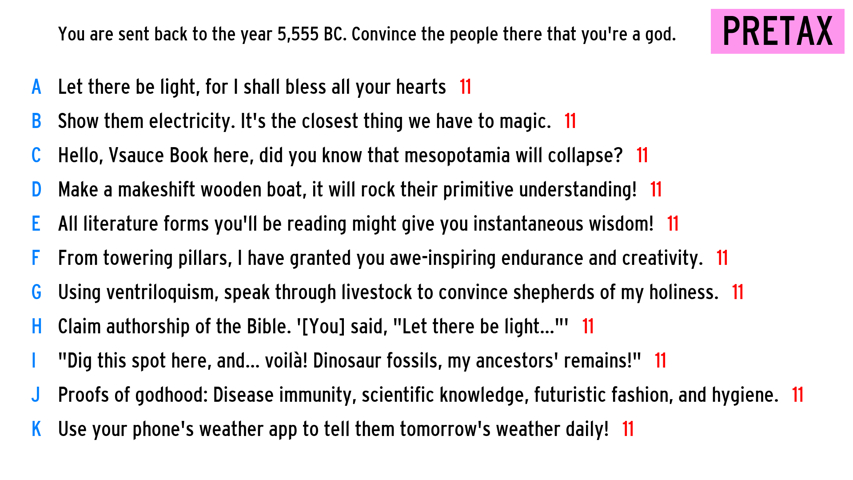 You are sent back to the year 5,555 BC. Convince the people there that you're a god.
PRETAX
A Let there be light, for I shall bless all your hearts 11
B Show them electricity. It's the closest thing we have to magic. 11
C Hello, Vsauce Book here, did you know that mesopotamia will collapse? 11
D Make a makeshift wooden boat, it will rock their primitive understanding! 11
E All literature forms you'll be reading might give you instantaneous wisdom! 11
F From towering pillars, I have granted you awe-inspiring endurance and creativity. 11
G Using ventriloquism, speak through livestock to convince shepherds of my holiness. 11
H Claim authorship of the Bible. '[You] said, "Let there be light..."' 11
I "Dig this spot here, and... voilà! Dinosaur fossils, my ancestors' remains!" 11
J Proofs of godhood: Disease immunity, scientific knowledge, futuristic fashion, and hygiene. 11
K Use your phone's weather app to tell them tomorrow's weather daily! 11